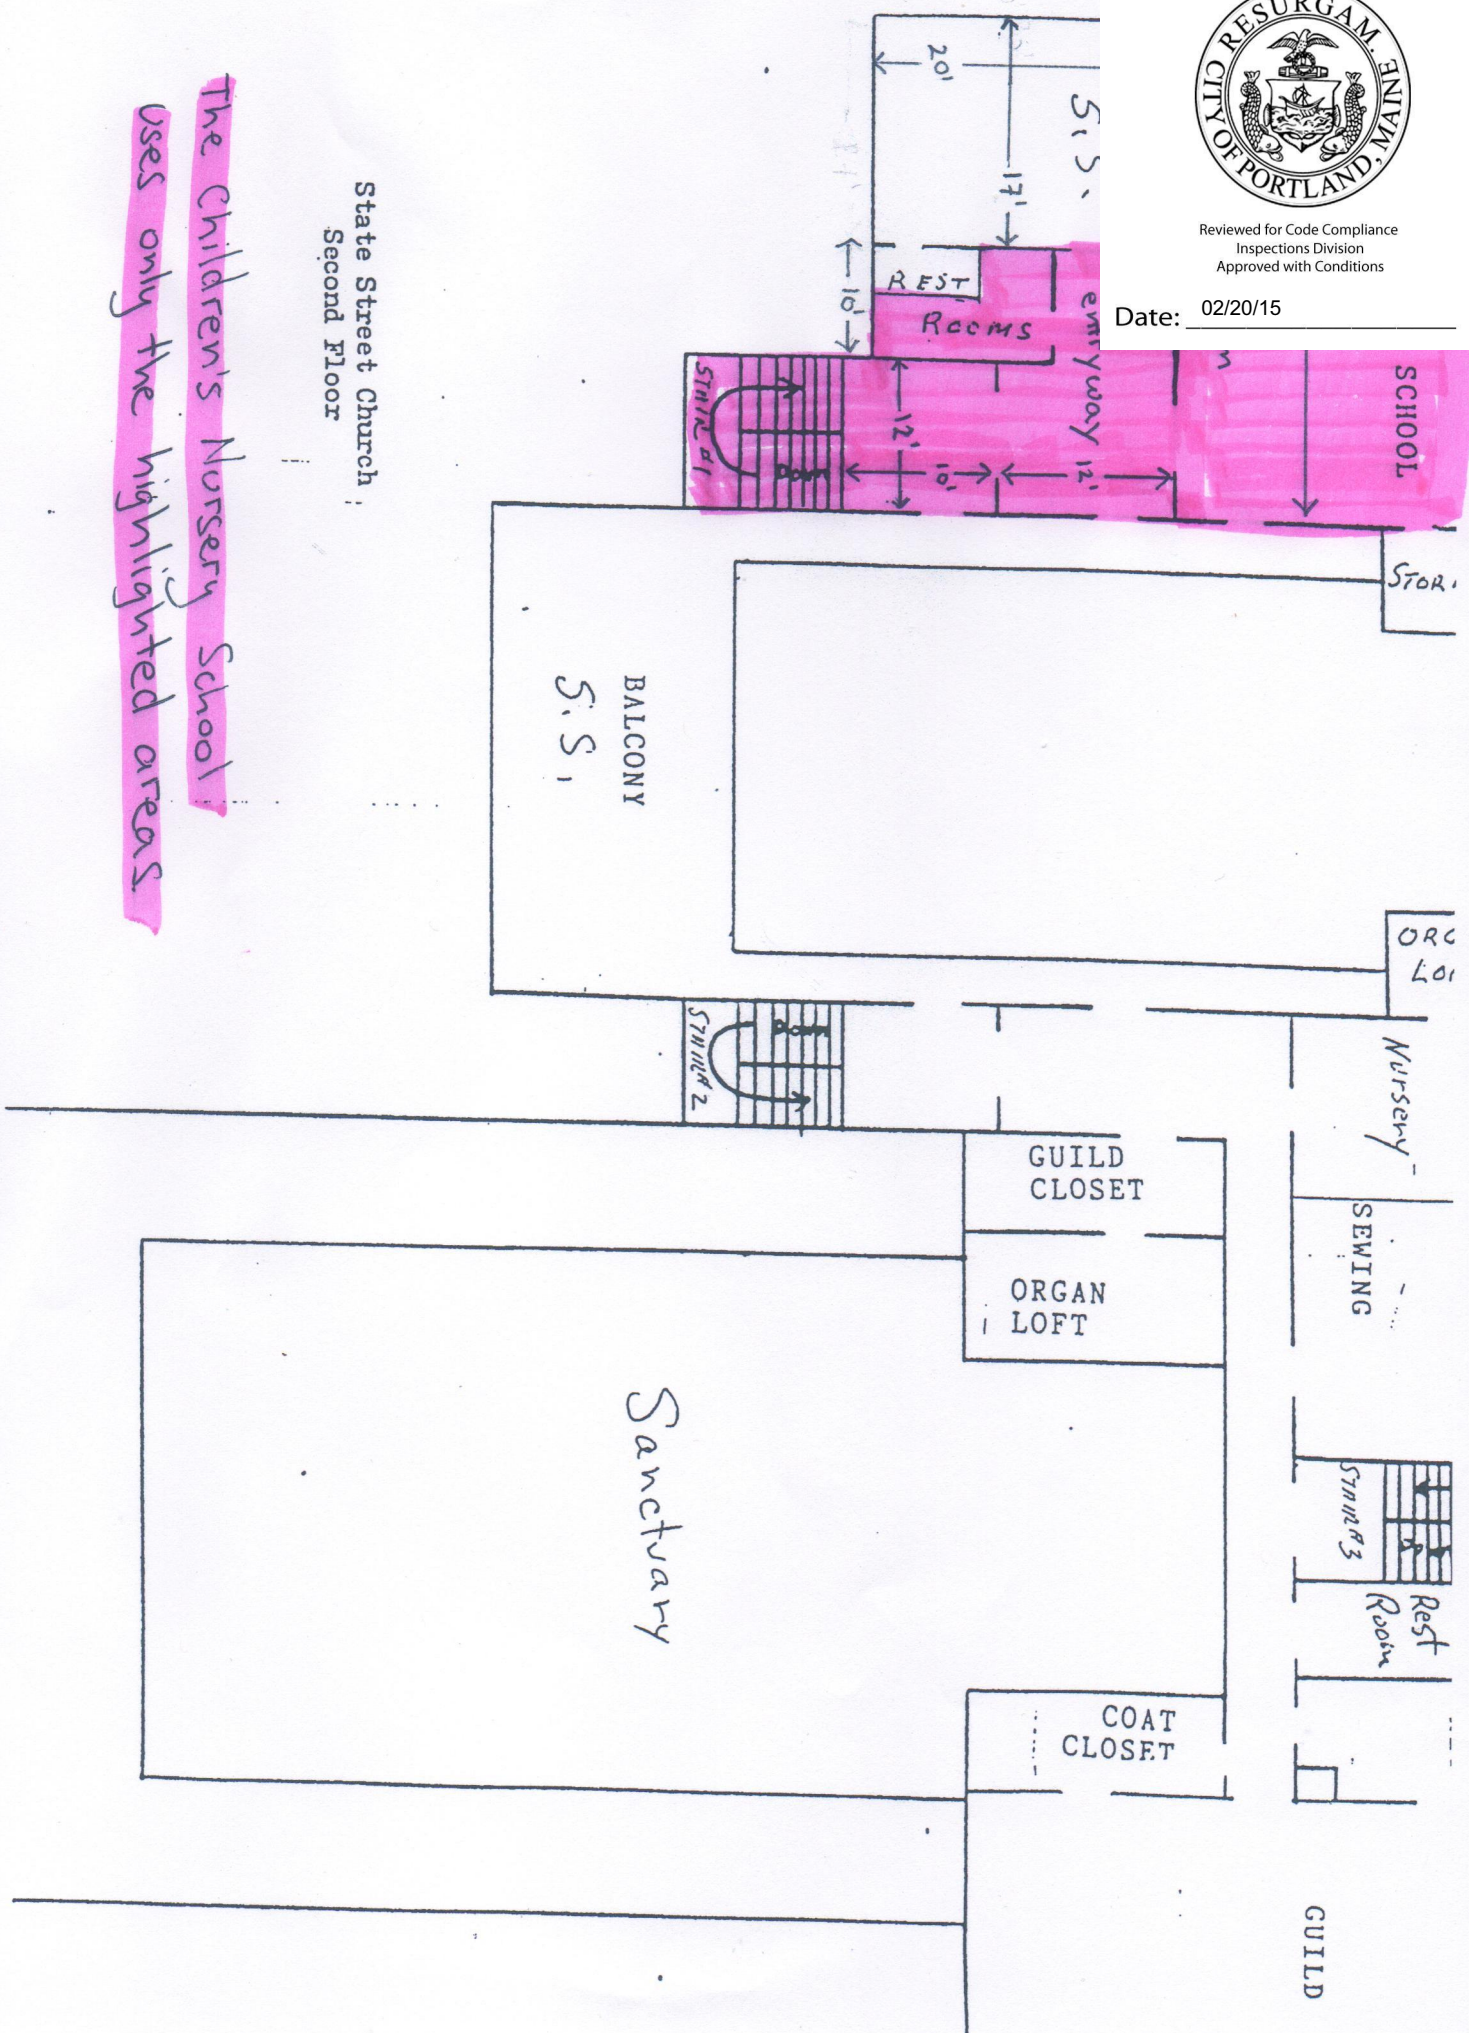 RESURGAM.
CITY OF PORTLAND, MAINE
Reviewed for Code Compliance
Inspections Division
Approved with Conditions
Date: 02/20/15
SCHOOL
STOR.
S.S.
20'
17'
10'
REST
ROOMS
entryway
12'
10'
12'
STAIR #1
Down
State Street Church
Second Floor
The Children's Nursery School
uses only the highlighted areas
BALCONY
S.S.
Nursery
SEWING
Down
STAIR #2
GUILD
CLOSET
ORGAN
LOFT
STAIR #3
Rest
Room
Sanctuary
COAT
CLOSET
GUILD